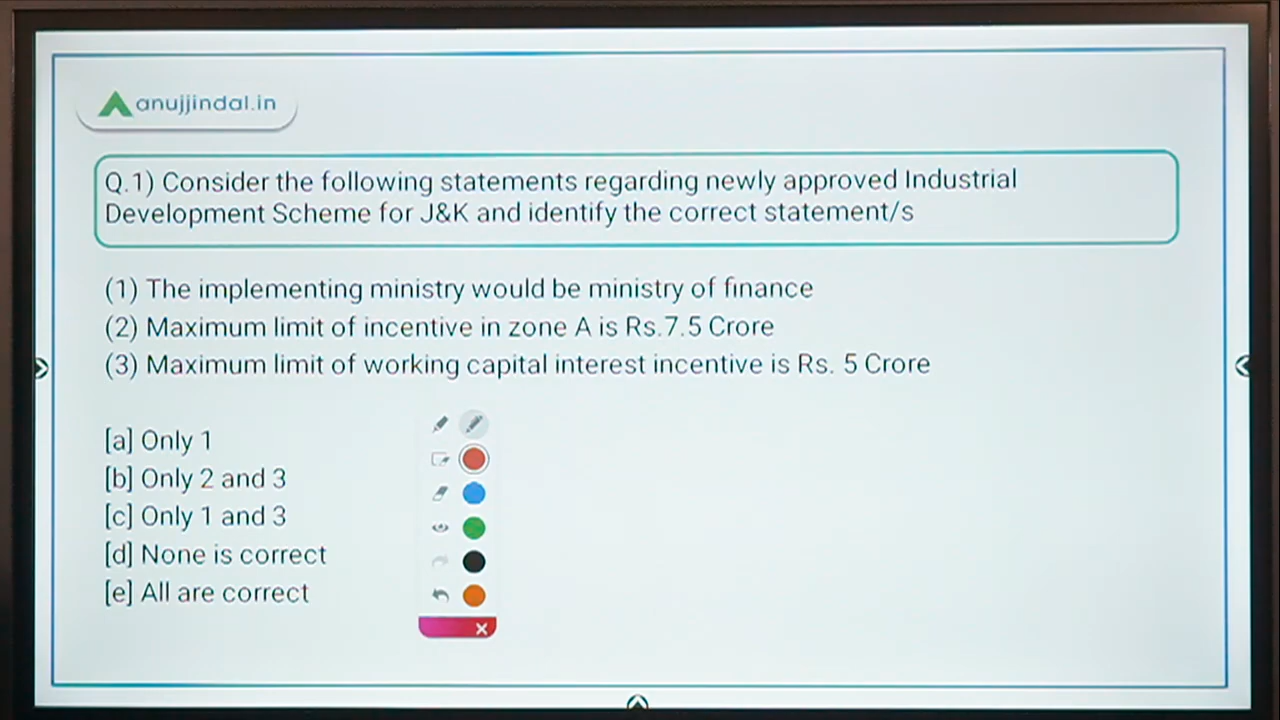 anujjindal.in
Q.1) Consider the following statements regarding newly approved Industrial
Development Scheme for J&K and identify the correct statement/s
(1) The implementing ministry would be ministry of finance
(2) Maximum limit of incentive in zone A is Rs.7.5 Crore
(3) Maximum limit of working capital interest incentive is Rs. 5 Crore
[a] Only 1
[b] Only 2 and 3
[c] Only 1 and 3
[d] None is correct
[e] All are correct